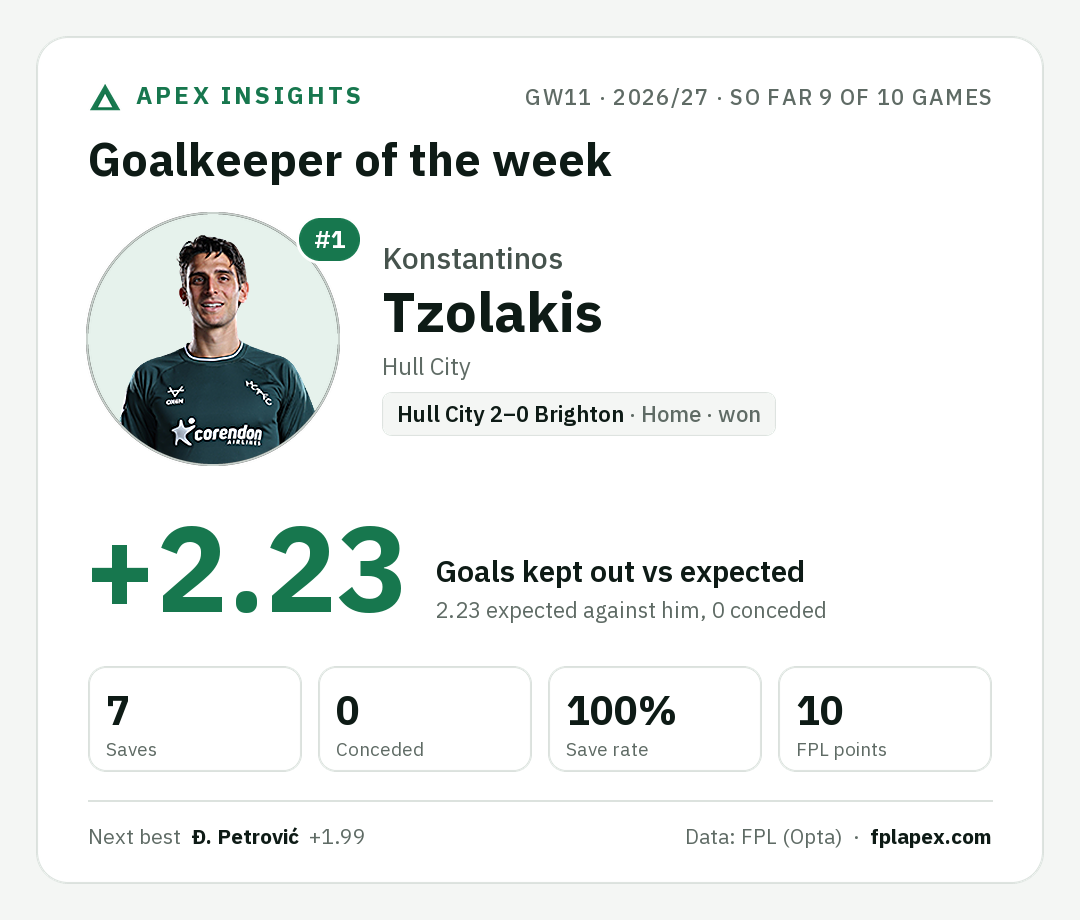 APEX INSIGHTS
GW11 · 2026/27 · SO FAR 9 OF 10 GAMES
Goalkeeper of the week
#1
Konstantinos
Tzolakis
Hull City
Hull City 2–0 Brighton · Home · won
OXEN
HCAFC
corendon
AIRLINES
+2.23
Goals kept out vs expected
2.23 expected against him, 0 conceded
7
Saves
0
Conceded
100%
Save rate
10
FPL points
Next best Đ. Petrović +1.99
Data: FPL (Opta) · fplapex.com